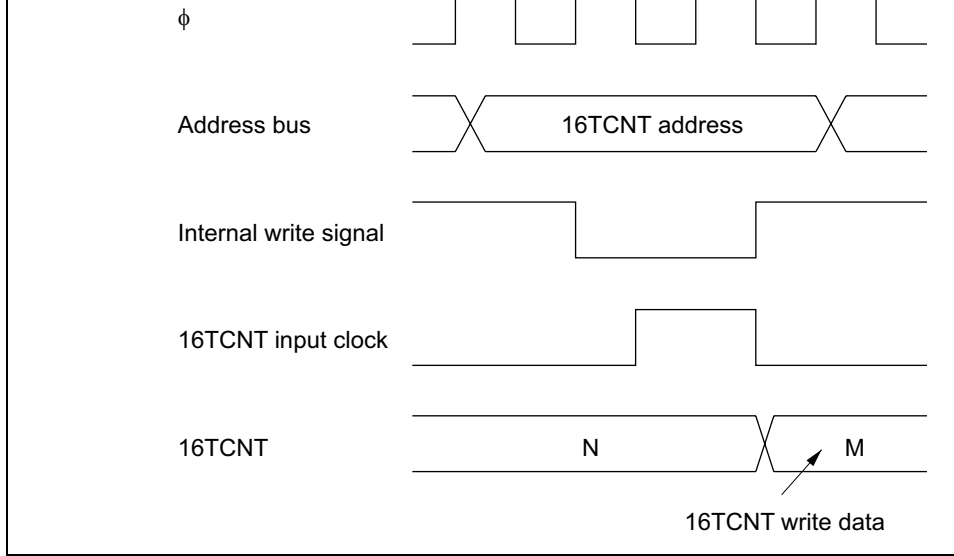 ϕ
Address bus
16TCNT address
Internal write signal
16TCNT input clock
16TCNT
N
M
16TCNT write data